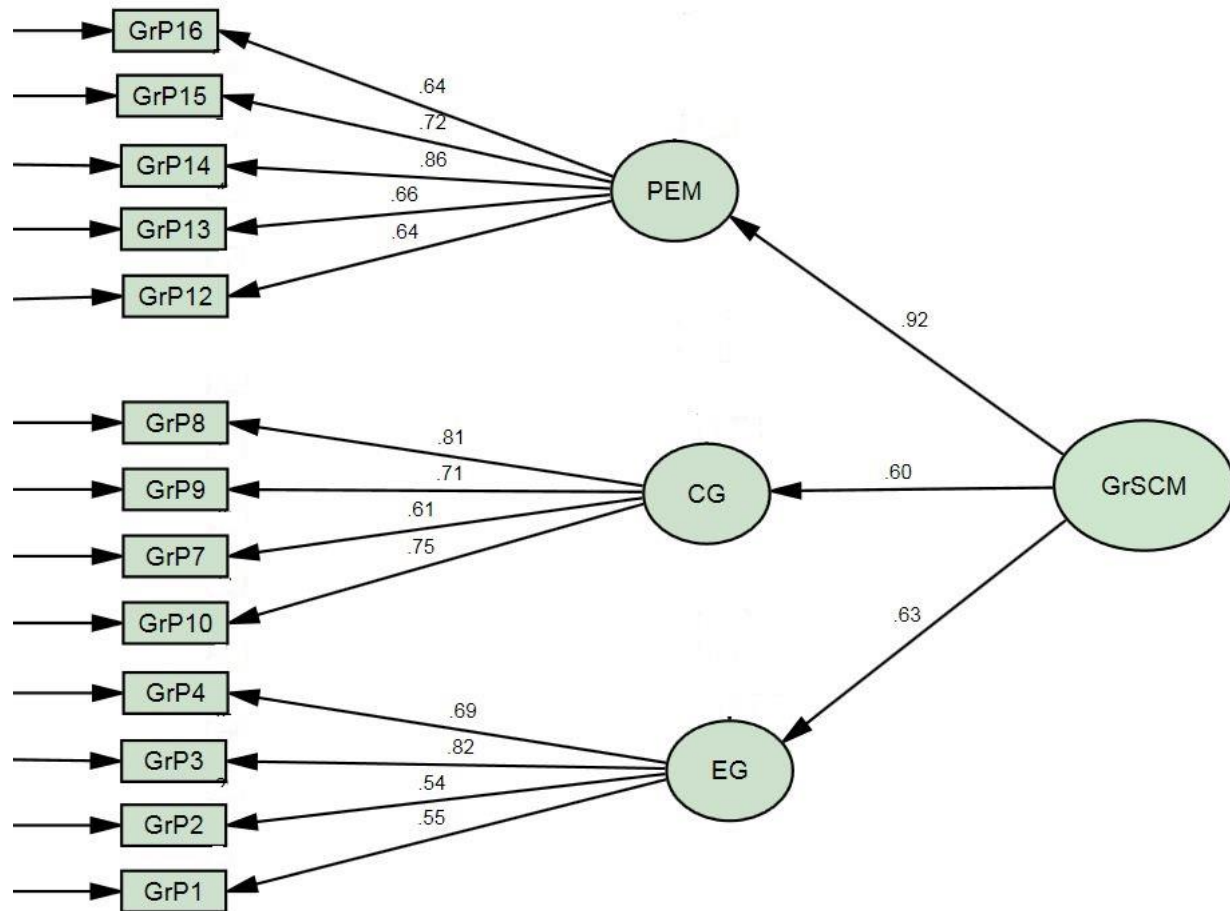 GrP16
.64
GrP15
.72
GrP14
.86
PEM
GrP13
.66
GrP12
.64
.92
GrP8
.81
GrP9
.71
CG
.60
GrSCM
GrP7
.61
GrP10
.75
.63
GrP4
.69
GrP3
.82
EG
GrP2
.54
GrP1
.55